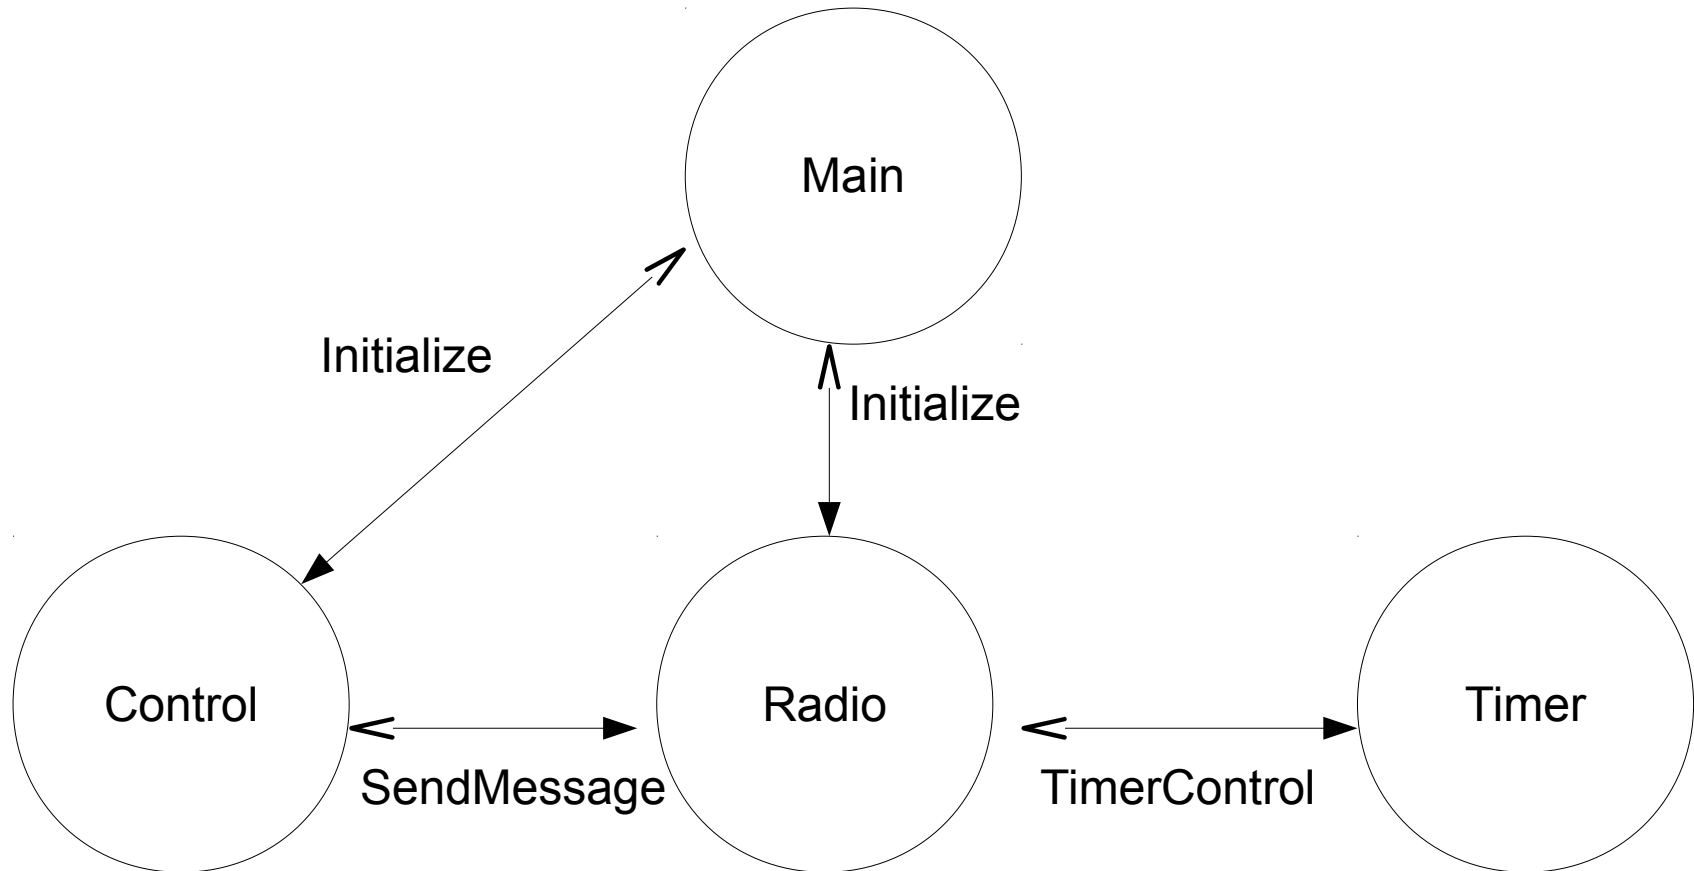 Main
Initialize
Initialize
Control
Radio
Timer
SendMessage
TimerControl